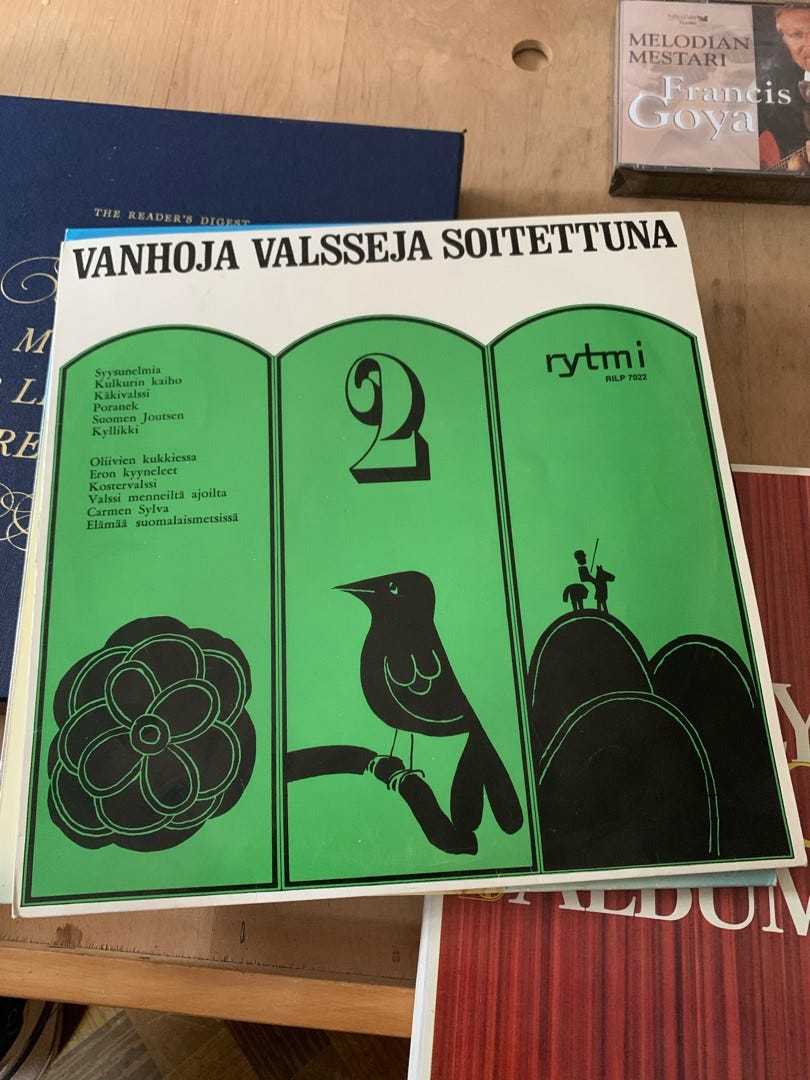 MELODIAN
MESTARI
Francis
Goya
THE READER'S DIGEST
VANHOJA VALSSEJA SOITETTUNA
Syysunelmia
Kulkurin kaiho
Käkivalssi
Poranek
Suomen Joutsen
Kyllikki
Oliivien kukkiessa
Eron kyyneleet
Kostervalssi
Valssi menneiltä ajoilta
Carmen Sylva
Elämää suomalaismetsissä
2
rytmi
RILP 7022
M
RE
Y
ALBUM